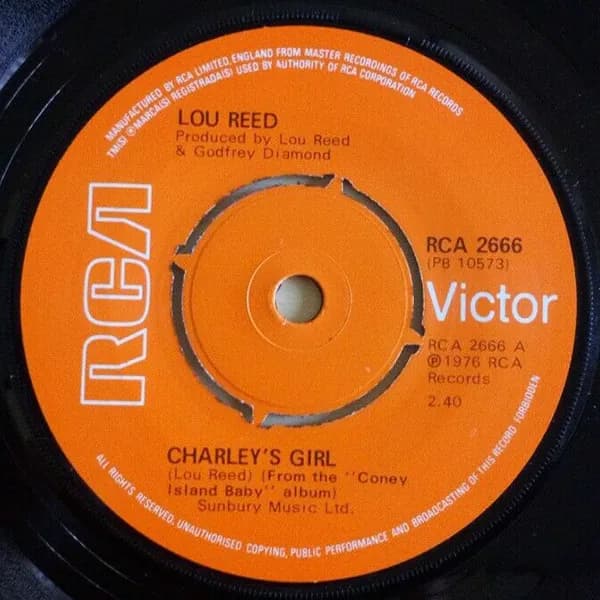 MANUFACTURED BY RCA LIMITED, ENGLAND FROM MASTER RECORDINGS OF RCA RECORDS
TM(S) ® MARCA(S) REGISTRADA(S) USED BY AUTHORITY OF RCA CORPORATION
LOU REED
Produced by Lou Reed
& Godfrey Diamond
RCA
RCA 2666
(PB 10573)
Victor
RCA 2666 A
℗ 1976 RCA
Records
2.40
CHARLEY'S GIRL
(Lou Reed) (From the "Coney
Island Baby" album)
Sunbury Music Ltd.
ALL RIGHTS RESERVED, UNAUTHORISED COPYING, PUBLIC PERFORMANCE AND BROADCASTING OF THIS RECORD FORBIDDEN